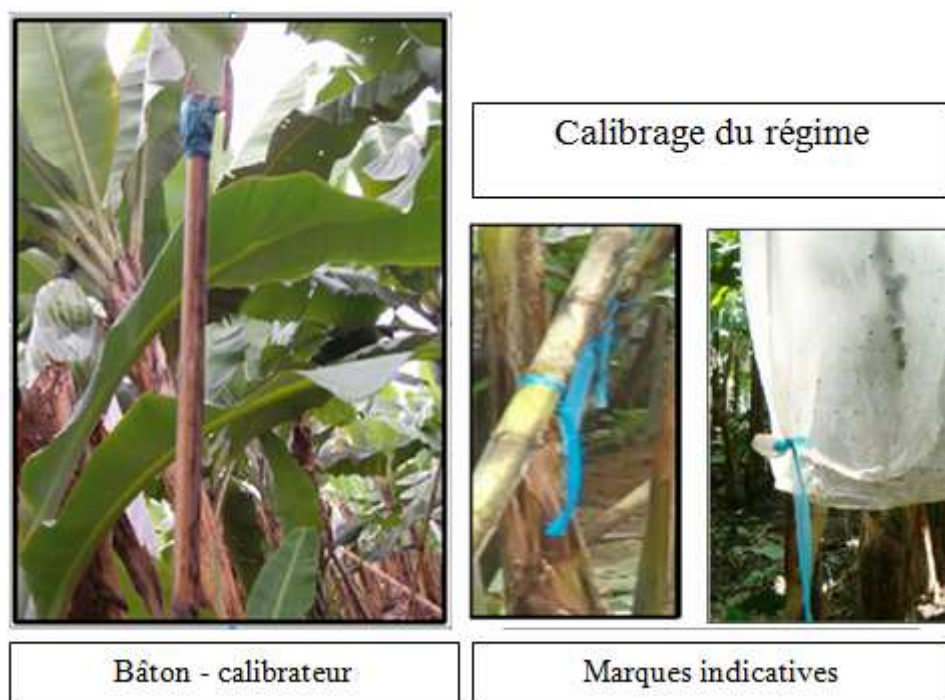 Calibrage du régime
Bâton - calibrateur
Marques indicatives